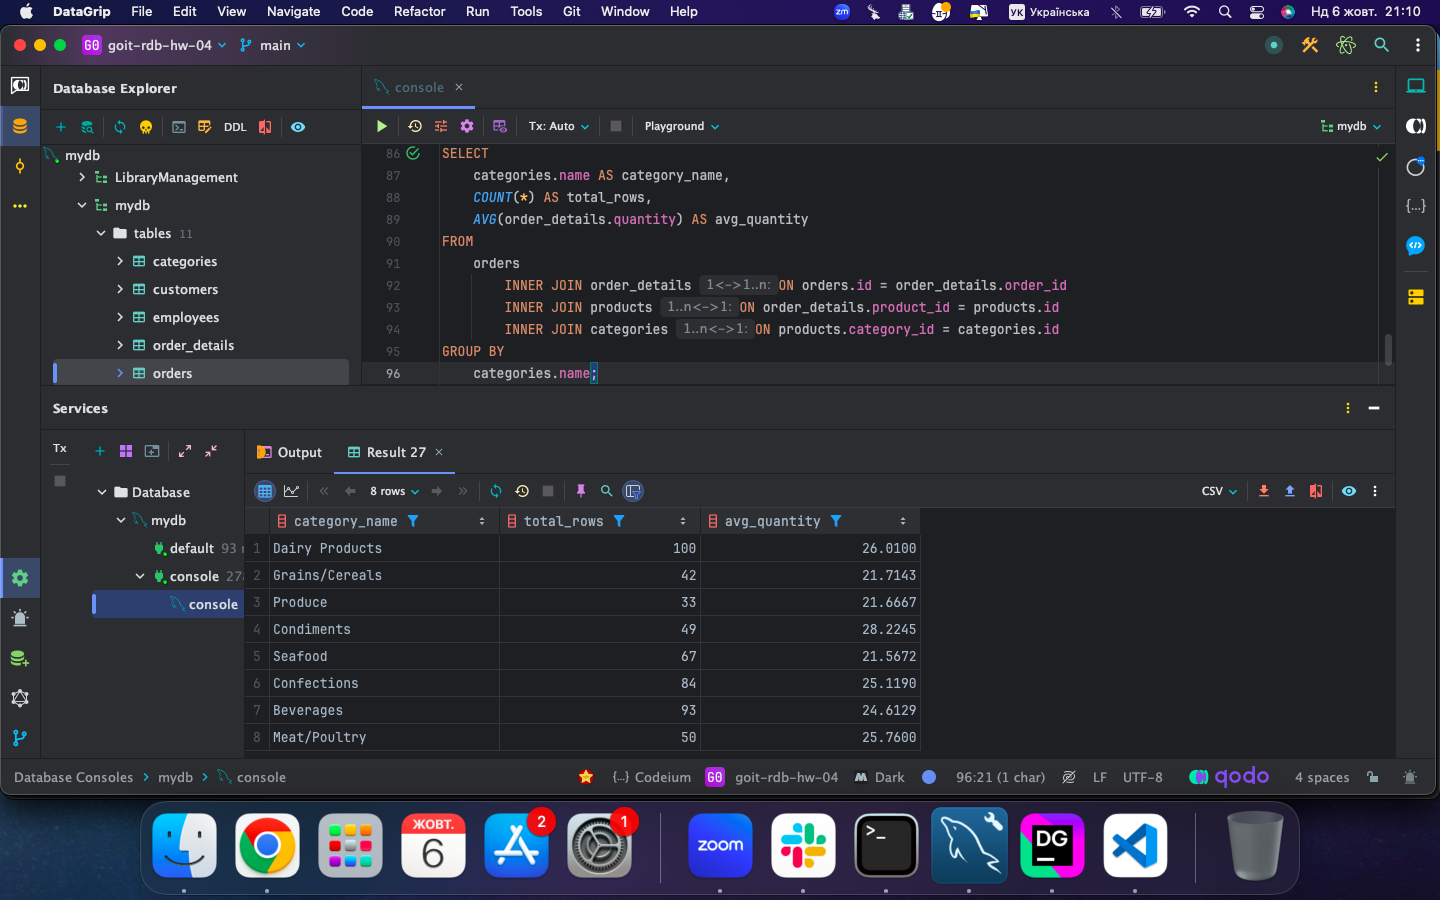 DataGrip File Edit View Navigate Code Refactor Run Tools Git Window Help zm УК Українська Нд 6 жовт. 21:10
GO goit-rdb-hw-04 main
Database Explorer
console
DDL
Tx: Auto Playground mydb
mydb
LibraryManagement
mydb
tables 11
categories
customers
employees
order_details
orders
86 SELECT
87 categories.name AS category_name,
88 COUNT(*) AS total_rows,
89 AVG(order_details.quantity) AS avg_quantity
90 FROM
91 orders
92 INNER JOIN order_details 1<->1..n: ON orders.id = order_details.order_id
93 INNER JOIN products 1..n<->1: ON order_details.product_id = products.id
94 INNER JOIN categories 1..n<->1: ON products.category_id = categories.id
95 GROUP BY
96 categories.name;
Services
Tx
Database
mydb
default 93
console 27
console
Output Result 27
8 rows CSV
category_name total_rows avg_quantity
1 Dairy Products 100 26.0100
2 Grains/Cereals 42 21.7143
3 Produce 33 21.6667
4 Condiments 49 28.2245
5 Seafood 67 21.5672
6 Confections 84 25.1190
7 Beverages 93 24.6129
8 Meat/Poultry 50 25.7600
Database Consoles mydb console {...} Codeium GO goit-rdb-hw-04 Dark 96:21 (1 char) LF UTF-8 qodo 4 spaces
ЖОВТ.
6
2
1
zoom
>_
DG